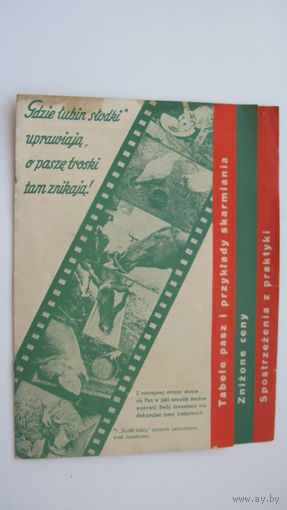 Gdzie łubin słodki*
uprawiają,
o paszę troski
tam znikają!
Tabele pasz i przykłady skarmiania
Zniżone ceny
Spostrzeżenia z praktyki
Z następnej strony dowie
się Pan w jaki sposób można
wyżywić Swój inwentarz nie
dokupując pasz treściwych
*) „Słodki łubin" prawnie zastrzeżony
znak towarowy.
© www.ay.by